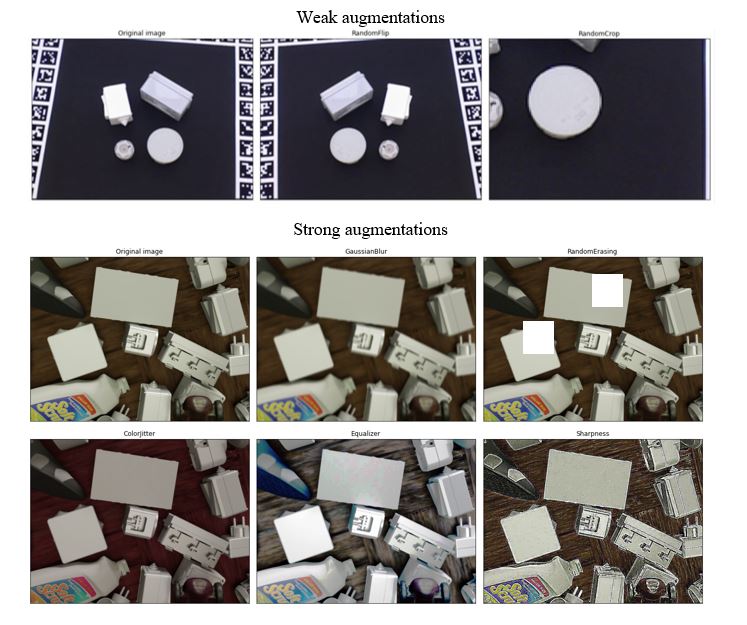 Weak augmentations
Original image
RandomFlip
RandomCrop
Strong augmentations
Original image
GaussianBlur
RandomErasing
ColorJitter
Equalizer
Sharpness